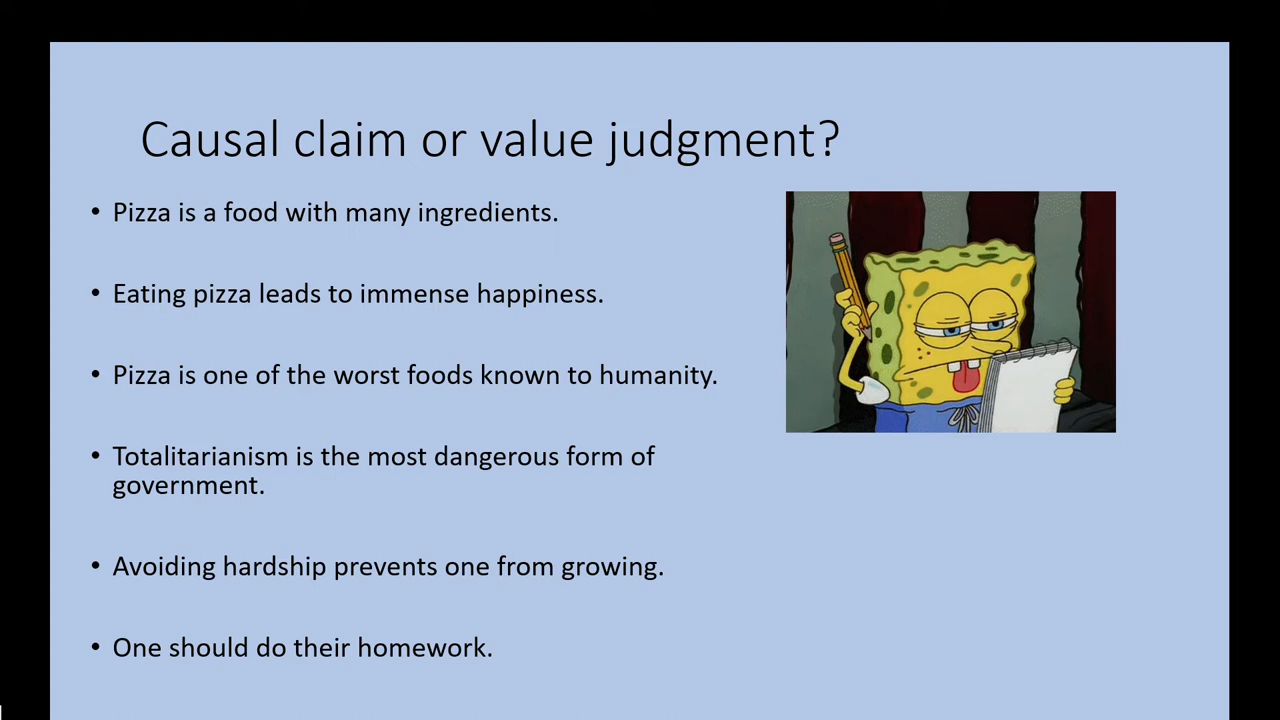 Causal claim or value judgment?
• Pizza is a food with many ingredients.
• Eating pizza leads to immense happiness.
• Pizza is one of the worst foods known to humanity.
• Totalitarianism is the most dangerous form of
government.
• Avoiding hardship prevents one from growing.
• One should do their homework.